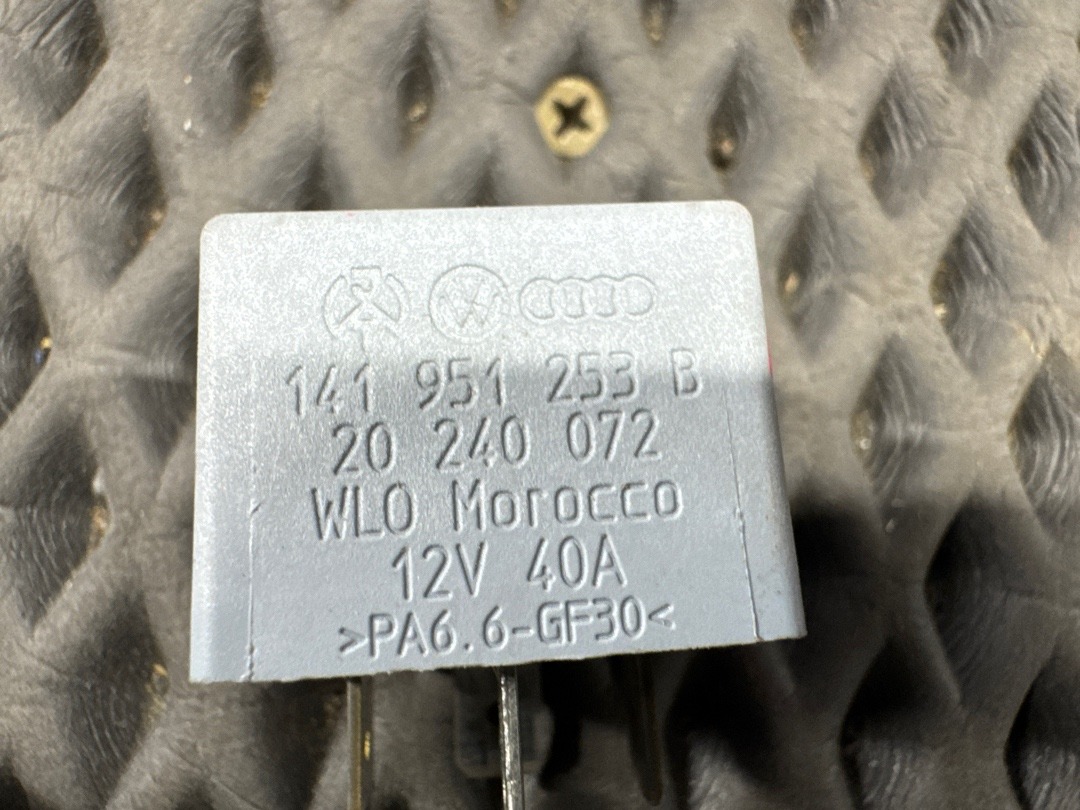 141 951 253 B
20 240 072
WLO Morocco
12V 40A
>PA6.6-GF30<